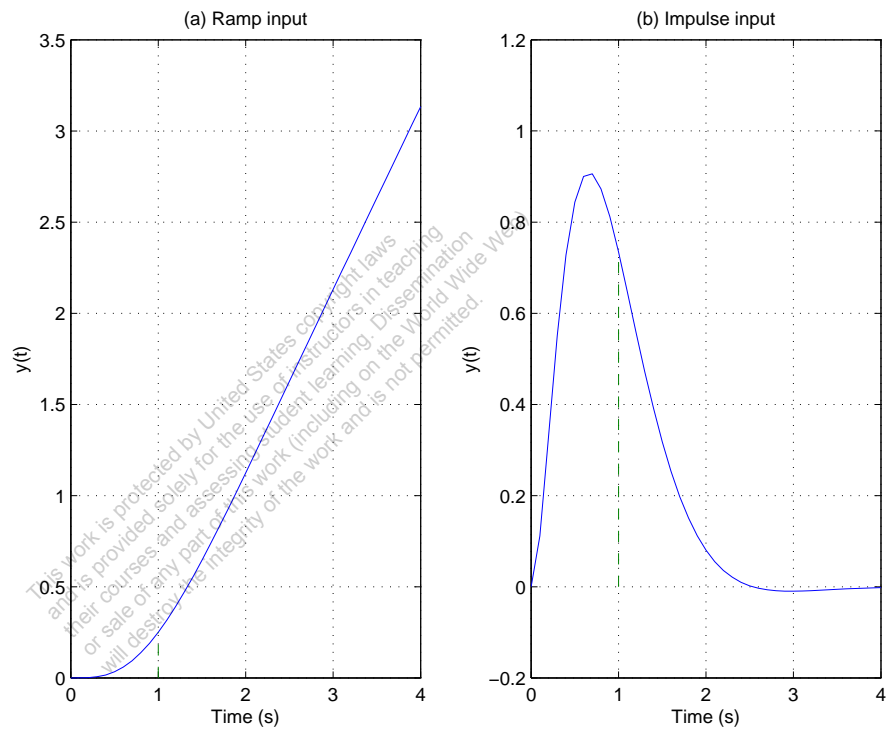 (a) Ramp input
3.5
3
2.5
2
1.5
1
0.5
0
y(t)
0 1 2 3 4
Time (s)
(b) Impulse input
1.2
1
0.8
0.6
0.4
0.2
0
−0.2
y(t)
0 1 2 3 4
Time (s)
This work is protected by United States copyright laws
and is provided solely for the use of instructors in teaching
their courses and assessing student learning. Dissemination
or sale of any part of this work (including on the World Wide Web)
will destroy the integrity of the work and is not permitted.